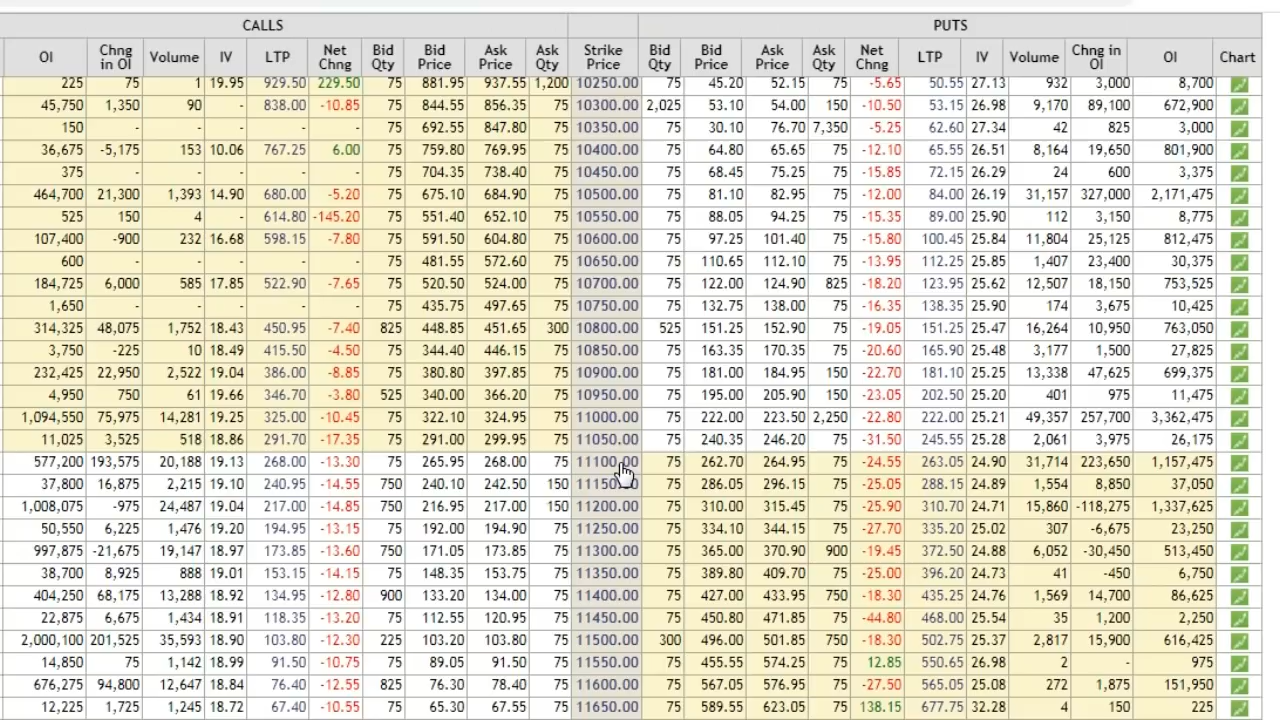 CALLS PUTS
OI Chng in OI Volume IV LTP Net Chng Bid Qty Bid Price Ask Price Ask Qty Strike Price Bid Qty Bid Price Ask Price Ask Qty Net Chng LTP IV Volume Chng in OI OI Chart
225 75 1 19.95 929.50 229.50 75 881.95 937.55 1,200 10250.00 75 45.20 52.15 75 -5.65 50.55 27.13 932 3,000 8,700
45,750 1,350 90 - 838.00 -10.85 75 844.55 856.35 75 10300.00 2,025 53.10 54.00 150 -10.50 53.15 26.98 9,170 89,100 672,900
150 - - - - - 75 692.55 847.80 75 10350.00 75 30.10 76.70 7,350 -5.25 62.60 27.34 42 825 3,000
36,675 -5,175 153 10.06 767.25 6.00 75 759.80 769.95 75 10400.00 75 64.80 65.65 75 -12.10 65.55 26.51 8,164 19,650 801,900
375 - - - - - 75 704.35 738.40 75 10450.00 75 68.45 75.25 75 -15.85 72.15 26.29 24 600 3,375
464,700 21,300 1,393 14.90 680.00 -5.20 75 675.10 684.90 75 10500.00 75 81.10 82.95 75 -12.00 84.00 26.19 31,157 327,000 2,171,475
525 150 4 - 614.80 -145.20 75 551.40 652.10 75 10550.00 75 88.05 94.25 75 -15.35 89.00 25.90 112 3,150 8,775
107,400 -900 232 16.68 598.15 -7.80 75 591.50 604.80 75 10600.00 75 97.25 101.40 75 -15.80 100.45 25.84 11,804 25,125 812,475
600 - - - - - 75 481.55 572.60 75 10650.00 75 110.65 112.10 75 -13.95 112.25 25.85 1,407 23,400 30,375
184,725 6,000 585 17.85 522.90 -7.65 75 520.50 524.00 75 10700.00 75 122.00 124.90 825 -18.20 123.95 25.62 12,507 18,150 753,525
1,650 - - - - - 75 435.75 497.65 75 10750.00 75 132.75 138.00 75 -16.35 138.35 25.90 174 3,675 10,425
314,325 48,075 1,752 18.43 450.95 -7.40 825 448.85 451.65 300 10800.00 525 151.25 152.90 75 -19.05 151.25 25.47 16,264 10,950 763,050
3,750 -225 10 18.49 415.50 -4.50 75 344.40 446.15 75 10850.00 75 163.35 170.35 75 -20.60 165.90 25.48 3,177 1,500 27,825
232,425 22,950 2,522 19.04 386.00 -8.85 75 380.80 397.85 75 10900.00 75 181.00 184.95 150 -22.70 181.10 25.25 13,338 47,625 699,375
4,950 750 61 19.66 346.70 -3.80 525 340.00 366.20 75 10950.00 75 195.00 205.90 150 -23.05 202.50 25.20 401 975 11,475
1,094,550 75,975 14,281 19.25 325.00 -10.45 75 322.10 324.95 75 11000.00 75 222.00 223.50 2,250 -22.80 222.00 25.21 49,357 257,700 3,362,475
11,025 3,525 518 18.86 291.70 -17.35 75 291.00 299.95 75 11050.00 75 240.35 246.20 75 -31.50 245.55 25.28 2,061 3,975 26,175
577,200 193,575 20,188 19.13 268.00 -13.30 75 265.95 268.00 75 11100.00 75 262.70 264.95 75 -24.55 263.05 24.90 31,714 223,650 1,157,475
37,800 16,875 2,215 19.10 240.95 -14.55 750 240.10 242.50 150 11150.00 75 286.05 296.15 75 -25.05 288.15 24.89 1,554 8,850 37,050
1,008,075 -975 24,487 19.04 217.00 -14.85 750 216.95 217.00 150 11200.00 75 310.00 315.45 75 -25.90 310.70 24.71 15,860 -118,275 1,337,625
50,550 6,225 1,476 19.20 194.95 -13.15 75 192.00 194.90 75 11250.00 75 334.10 344.15 75 -27.70 335.20 25.02 307 -6,675 23,250
997,875 -21,675 19,147 18.97 173.85 -13.60 750 171.05 173.85 75 11300.00 75 365.00 370.90 900 -19.45 372.50 24.88 6,052 -30,450 513,450
38,700 8,925 888 19.01 153.15 -14.15 75 148.35 153.75 75 11350.00 75 389.80 409.70 75 -25.00 396.20 24.73 41 -450 6,750
404,250 68,175 13,288 18.92 134.95 -12.80 900 133.20 134.00 75 11400.00 75 427.00 433.95 750 -18.30 435.25 24.76 1,569 14,700 86,625
22,875 6,675 1,434 18.91 118.35 -13.20 75 112.55 120.95 75 11450.00 75 450.80 471.85 75 -44.80 468.00 25.54 35 1,200 2,250
2,000,100 201,525 35,593 18.90 103.80 -12.30 225 103.20 103.80 75 11500.00 300 496.00 501.85 750 -18.30 502.75 25.37 2,817 15,900 616,425
14,850 75 1,142 18.99 91.50 -10.75 75 89.05 91.50 75 11550.00 75 455.55 574.25 75 12.85 550.65 26.98 2 - 975
676,275 94,800 12,647 18.84 76.40 -12.55 825 76.30 78.40 75 11600.00 75 567.05 576.95 75 -27.50 565.05 25.08 272 1,875 151,950
12,225 1,725 1,245 18.72 67.40 -10.55 75 65.30 67.55 75 11650.00 75 589.55 623.05 75 138.15 677.75 32.28 4 150 225